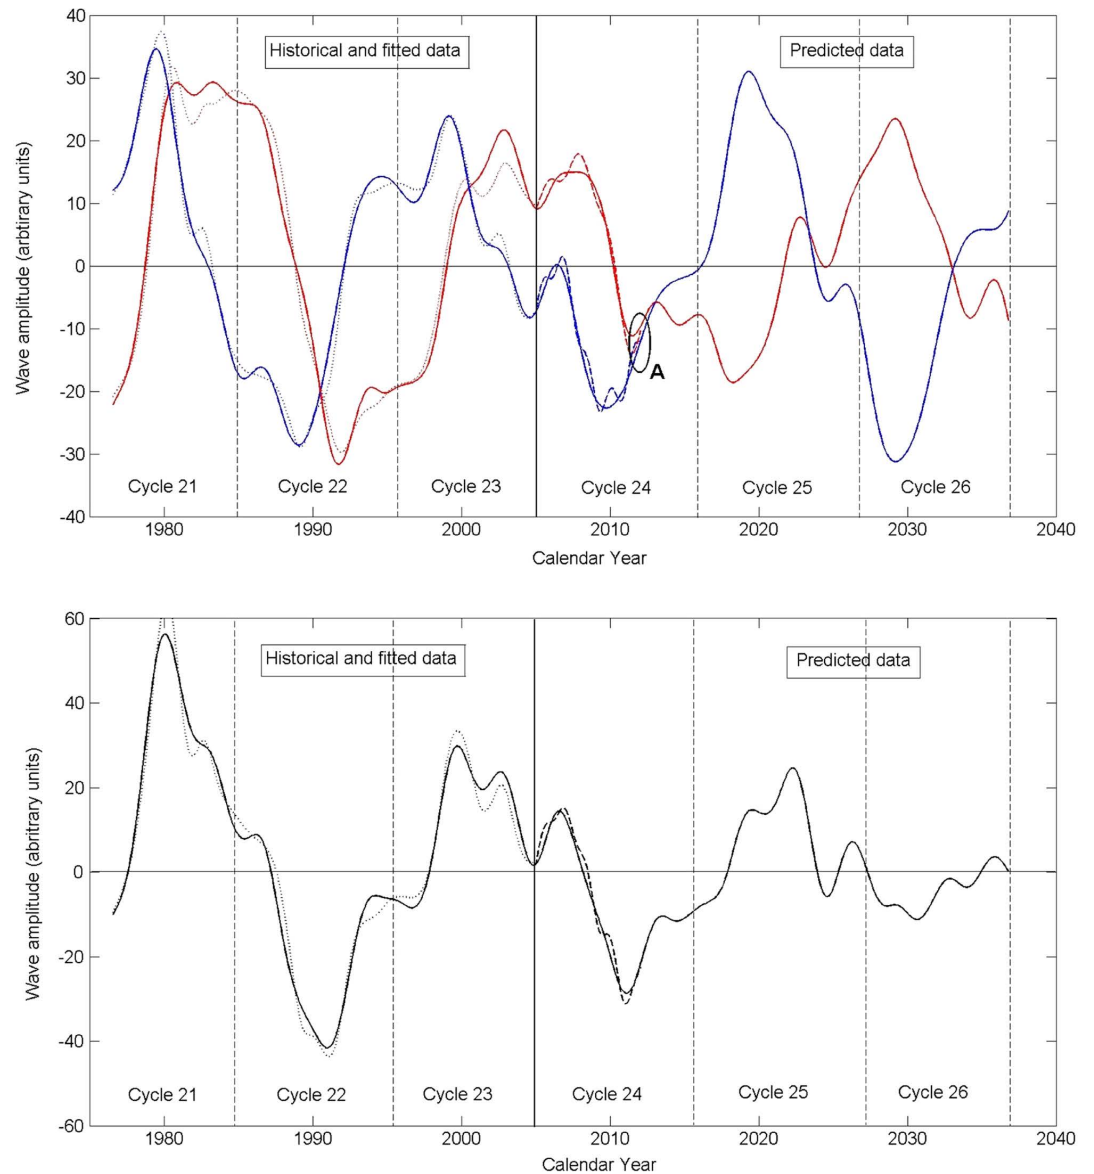 40
30
20
10
0
-10
-20
-30
-40
Wave amplitude (arbtirary units)
Historical and fitted data
Predicted data
A
Cycle 21
Cycle 22
Cycle 23
Cycle 24
Cycle 25
Cycle 26
1980
1990
2000
2010
2020
2030
2040
Calendar Year
60
40
20
0
-20
-40
-60
Wave amplitude (abritrary units)
Historical and fitted data
Predicted data
Cycle 21
Cycle 22
Cycle 23
Cycle 24
Cycle 25
Cycle 26
1980
1990
2000
2010
2020
2030
2040
Calendar Year